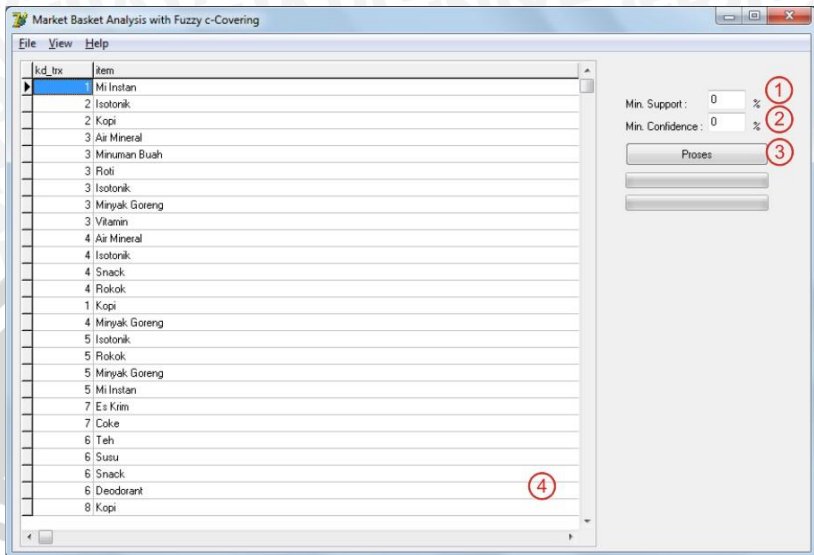 Market Basket Analysis with Fuzzy c-Covering
File View Help
kd_trx item
1 Mi Instan
2 Isotonik
2 Kopi
3 Air Mineral
3 Minuman Buah
3 Roti
3 Isotonik
3 Minyak Goreng
3 Vitamin
4 Air Mineral
4 Isotonik
4 Snack
4 Rokok
1 Kopi
4 Minyak Goreng
5 Isotonik
5 Rokok
5 Minyak Goreng
5 Mi Instan
7 Es Krim
7 Coke
6 Teh
6 Susu
6 Snack
6 Deodorant
8 Kopi
4
Min. Support : 0 % 1
Min. Confidence : 0 % 2
Proses 3